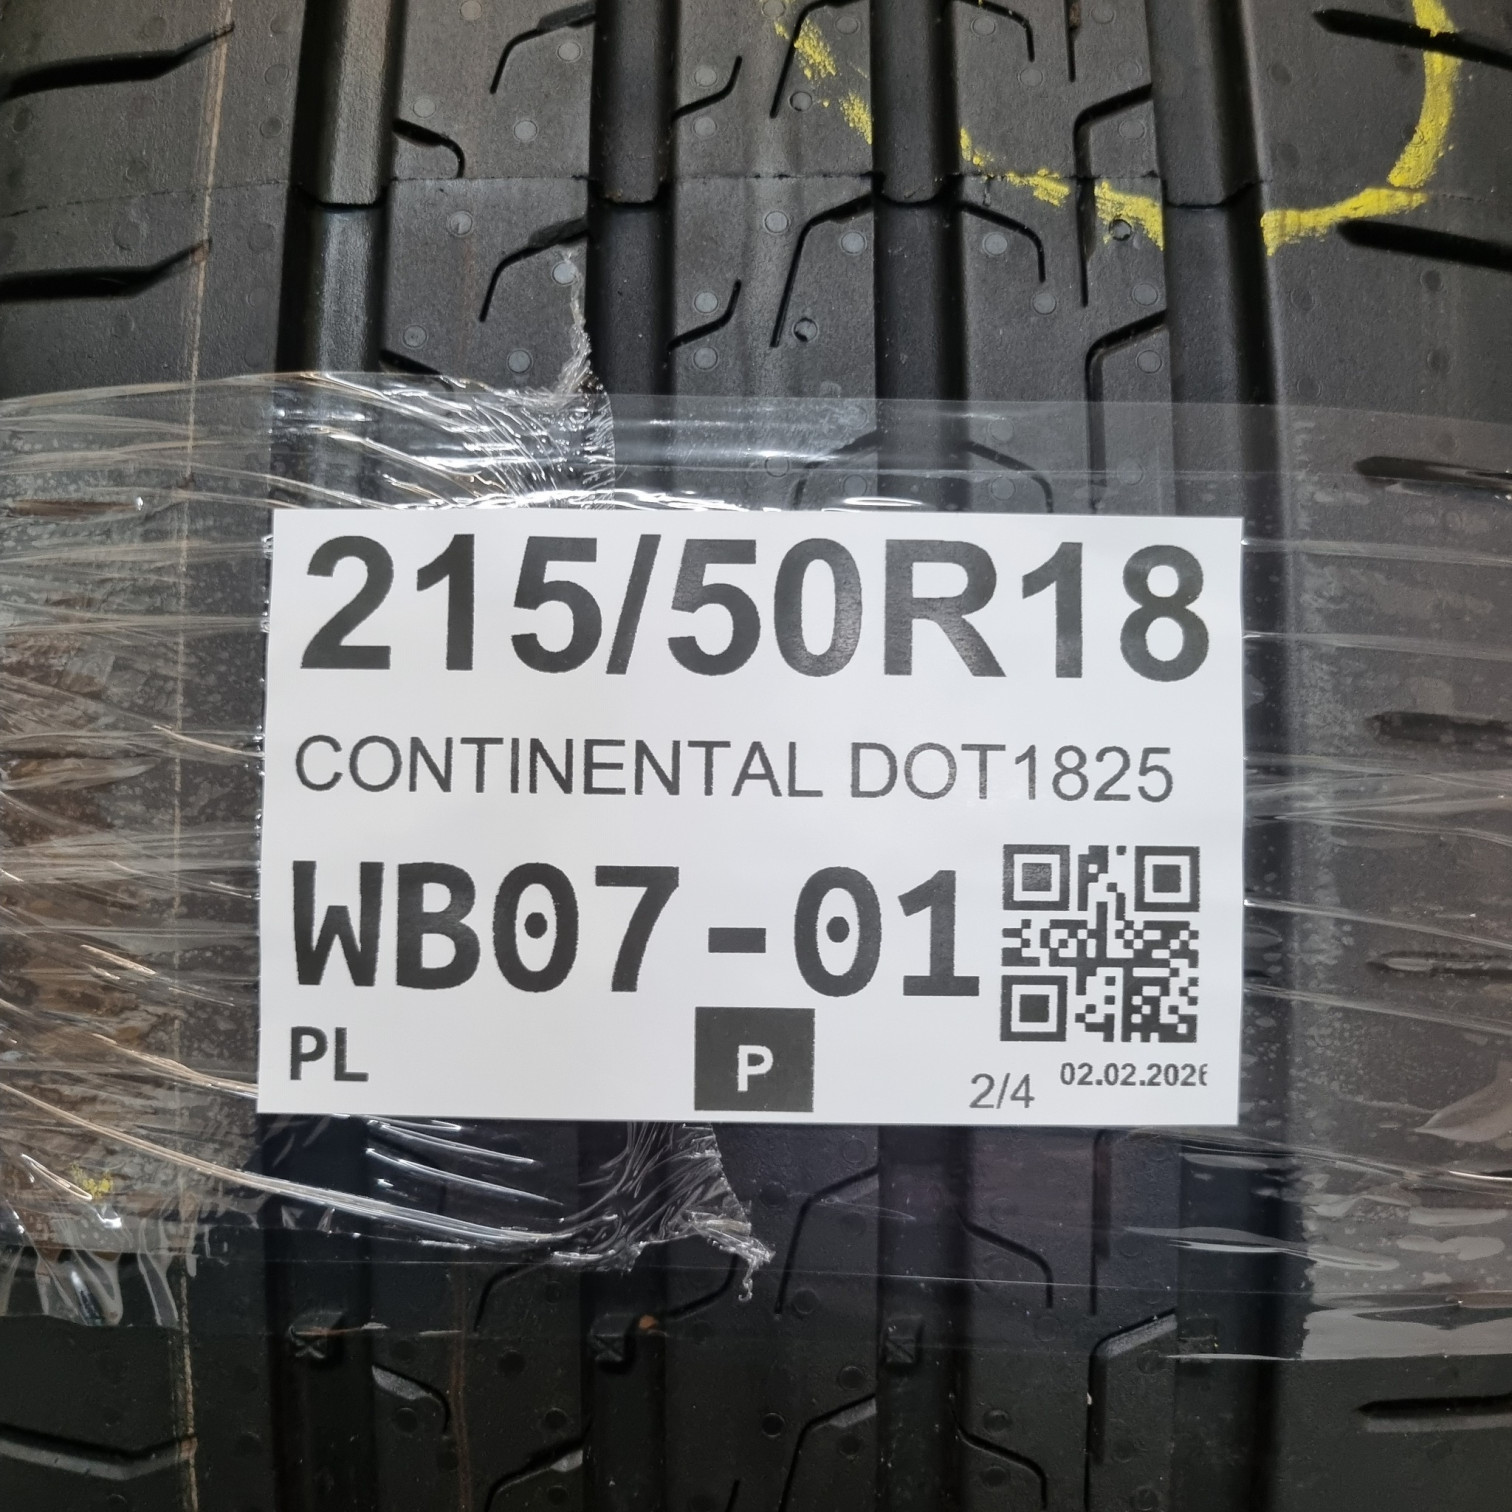 215/50R18
CONTINENTAL DOT1825
WB07-01
PL
P
2/4 02.02.2026